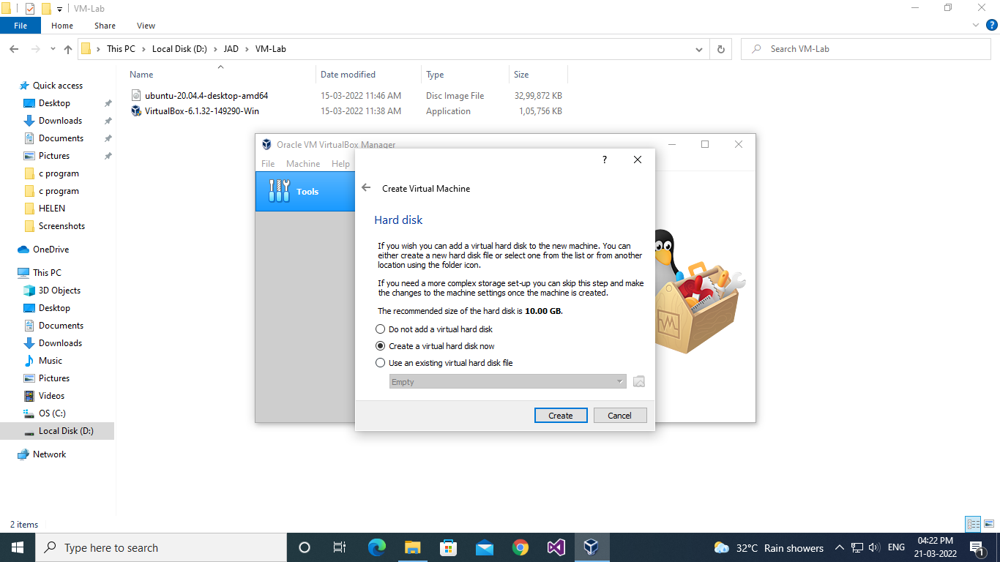 VM-Lab
File Home Share View
This PC Local Disk (D:) JAD VM-Lab
Search VM-Lab
Name Date modified Type Size
ubuntu-20.04.4-desktop-amd64 15-03-2022 11:46 AM Disc Image File 32,99,872 KB
VirtualBox-6.1.32-149290-Win 15-03-2022 11:38 AM Application 1,05,756 KB
Quick access
Desktop
Downloads
Documents
Pictures
c program
c program
HELEN
Screenshots
OneDrive
This PC
3D Objects
Desktop
Documents
Downloads
Music
Pictures
Videos
OS (C:)
Local Disk (D:)
Network
Oracle VM VirtualBox Manager
File Machine Help
Tools
?
Create Virtual Machine
Hard disk
If you wish you can add a virtual hard disk to the new machine. You can
either create a new hard disk file or select one from the list or from another
location using the folder icon.
If you need a more complex storage set-up you can skip this step and make
the changes to the machine settings once the machine is created.
The recommended size of the hard disk is 10.00 GB.
Do not add a virtual hard disk
Create a virtual hard disk now
Use an existing virtual hard disk file
Empty
Create Cancel
2 items
Type here to search
32°C Rain showers
ENG
04:22 PM
21-03-2022
1